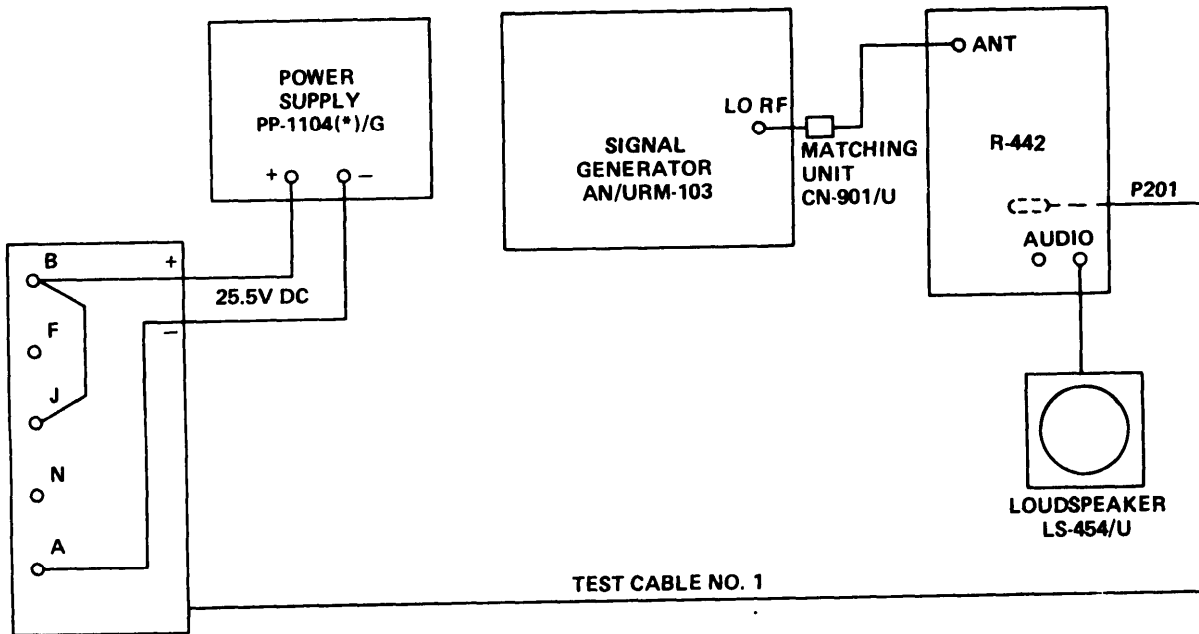 POWER
SUPPLY
PP-1104(*)/G
+
−
SIGNAL
GENERATOR
AN/URM-103
LO RF
MATCHING
UNIT
CN-901/U
ANT
R-442
P201
AUDIO
LOUDSPEAKER
LS-454/U
B
+
25.5V DC
F
−
J
N
A
TEST CABLE NO. 1